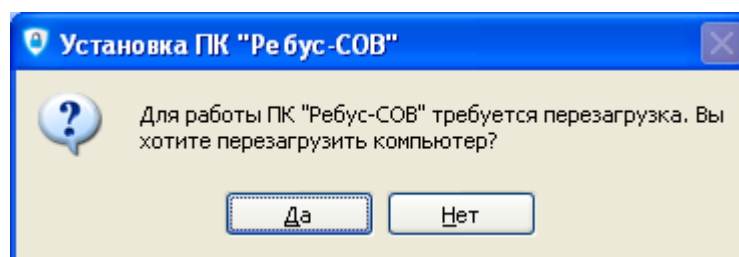 Установка ПК "Ребус-СОВ"
Для работы ПК "Ребус-СОВ" требуется перезагрузка. Вы
хотите перезагрузить компьютер?
Да
Нет